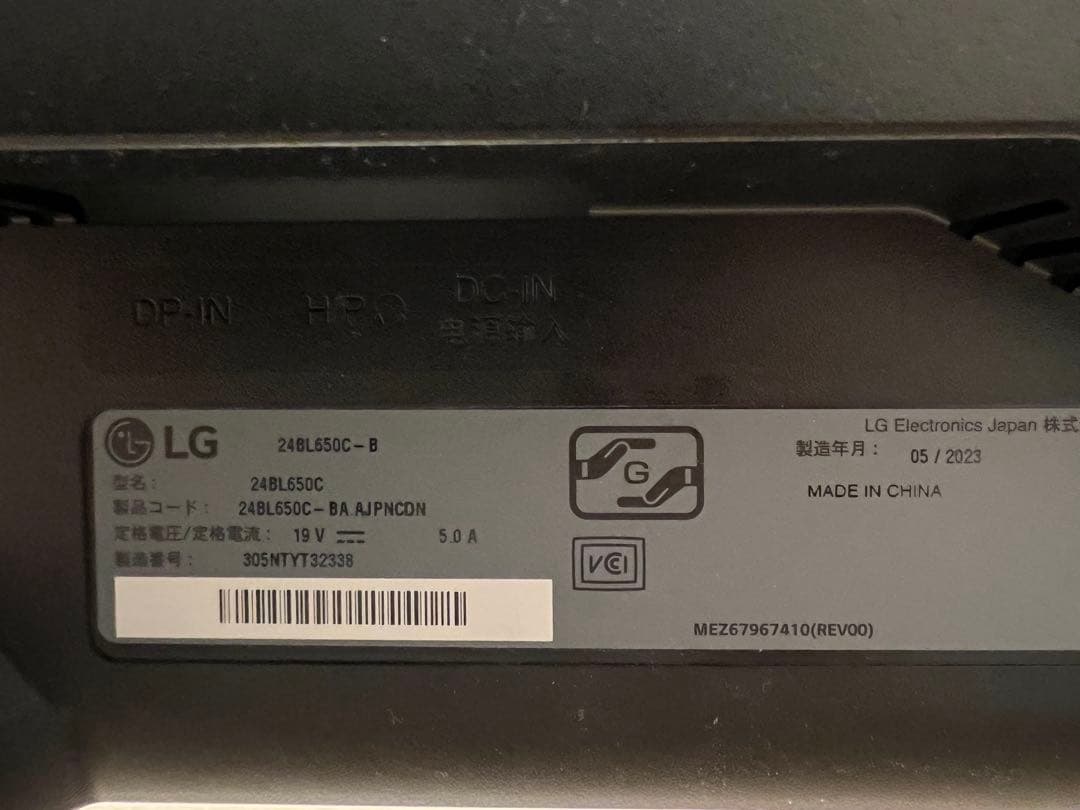 DP-IN
H/P
DC-IN
电源输入
LG
24BL650C-B
型名:
24BL650C
製品コード:
24BL650C-BA.AJPNCDN
定格電圧/定格電流:
19 V
5.0 A
製造番号:
305NTYT32338
G
VCCI
LG Electronics Japan 株式
製造年月:
05 / 2023
MADE IN CHINA
MEZ67967410(REV00)